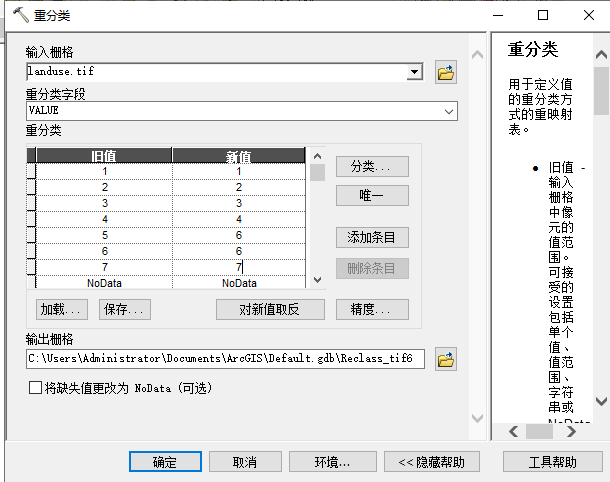 重分类
输入栅格
landuse.tif
重分类字段
VALUE
重分类
旧值 新值
1 1
2 2
3 3
4 4
5 6
6 6
7 7
NoData NoData
分类...
唯一
添加条目
删除条目
加载... 保存... 对新值取反 精度...
输出栅格
C:\Users\Administrator\Documents\ArcGIS\Default.gdb\Reclass_tif6
将缺失值更改为 NoData (可选)
确定 取消 环境... << 隐藏帮助 工具帮助
重分类
用于定义值
的重分类方
式的重映射
表。
• 旧值 -
输入
栅格
中像
元的
值范
围。
可接
受的
设置
包括
单个
值、
值范
围、
字符
串或
NoData